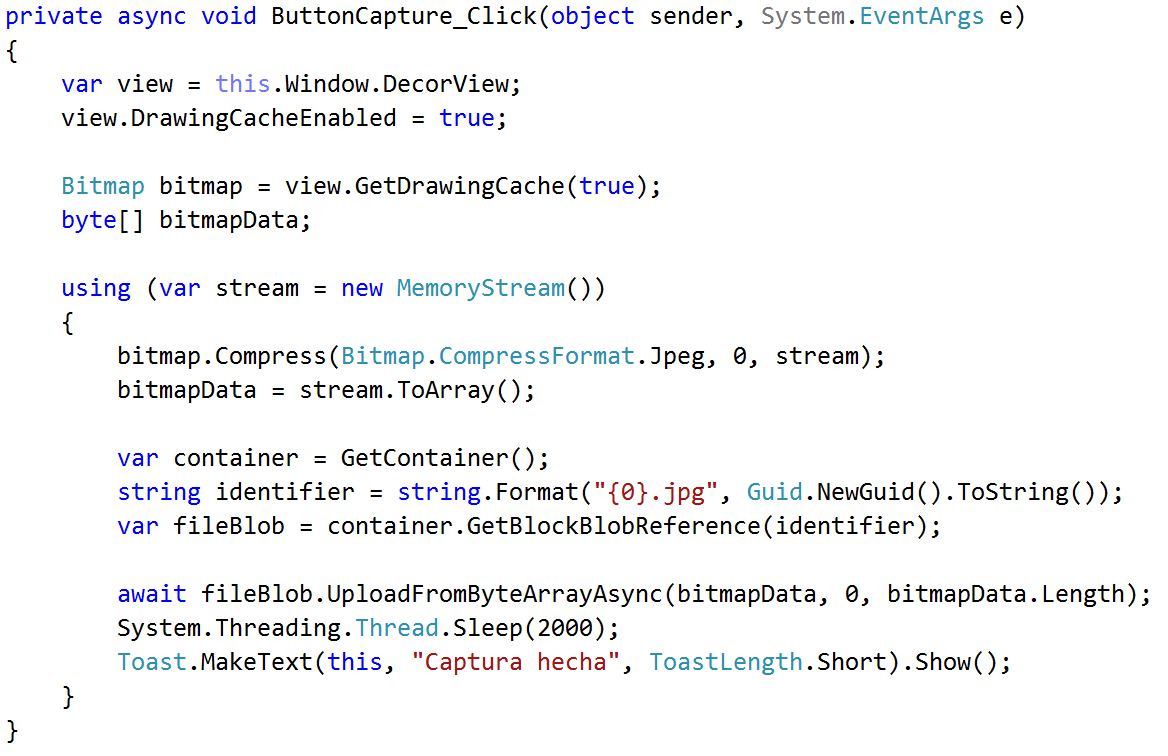 private async void ButtonCapture_Click(object sender, System.EventArgs e)
{
    var view = this.Window.DecorView;
    view.DrawingCacheEnabled = true;

    Bitmap bitmap = view.GetDrawingCache(true);
    byte[] bitmapData;

    using (var stream = new MemoryStream())
    {
        bitmap.Compress(Bitmap.CompressFormat.Jpeg, 0, stream);
        bitmapData = stream.ToArray();

        var container = GetContainer();
        string identifier = string.Format("{0}.jpg", Guid.NewGuid().ToString());
        var fileBlob = container.GetBlockBlobReference(identifier);

        await fileBlob.UploadFromByteArrayAsync(bitmapData, 0, bitmapData.Length);
        System.Threading.Thread.Sleep(2000);
        Toast.MakeText(this, "Captura hecha", ToastLength.Short).Show();
    }
}